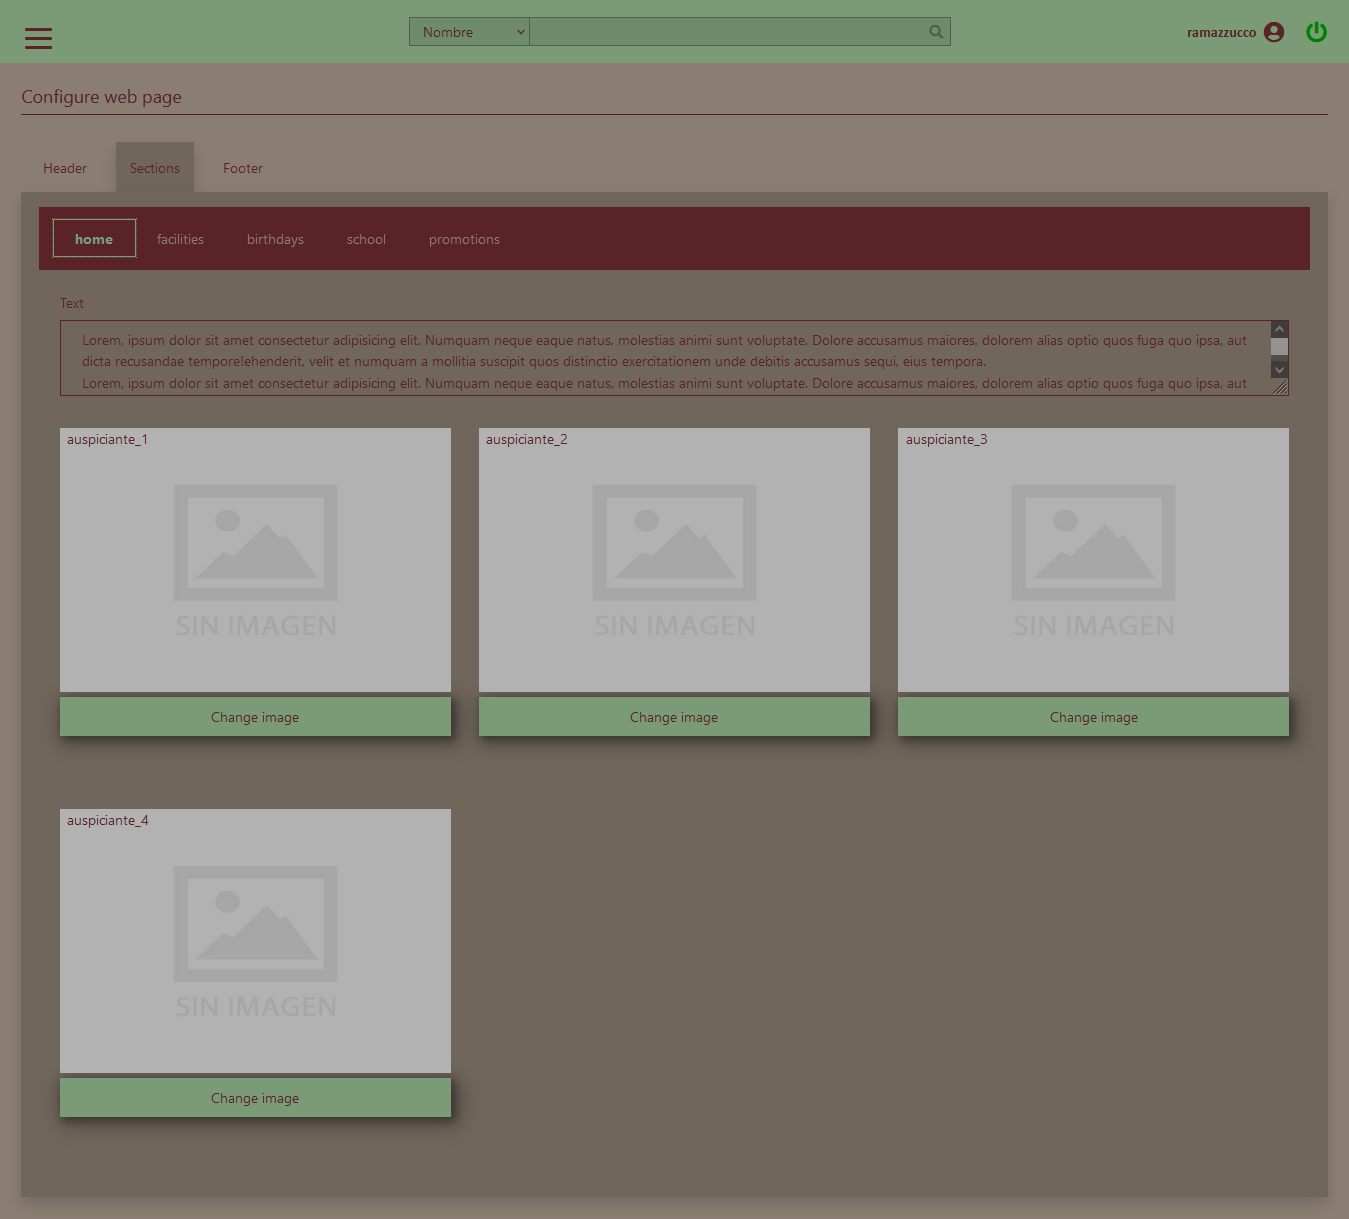 Nombre
ramazzucco
Configure web page
Header Sections Footer
home facilities birthdays school promotions
Text
Lorem, ipsum dolor sit amet consectetur adipisicing elit. Numquam neque eaque natus, molestias animi sunt voluptate. Dolore accusamus maiores, dolorem alias optio quos fuga quo ipsa, aut
dicta recusandae tempore!ehenderit, velit et numquam a mollitia suscipit quos distinctio exercitationem unde debitis accusamus sequi, eius tempora.
Lorem, ipsum dolor sit amet consectetur adipisicing elit. Numquam neque eaque natus, molestias animi sunt voluptate. Dolore accusamus maiores, dolorem alias optio quos fuga quo ipsa, aut
auspiciante_1 auspiciante_2 auspiciante_3
SIN IMAGEN SIN IMAGEN SIN IMAGEN
Change image Change image Change image
auspiciante_4
SIN IMAGEN
Change image